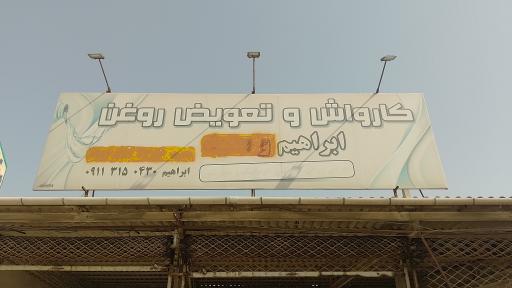 کارواش و تعویض روغن
ابراهیم
ابراهیم ۰۹۱۱ ۳۱۵ ۰۴۳۰